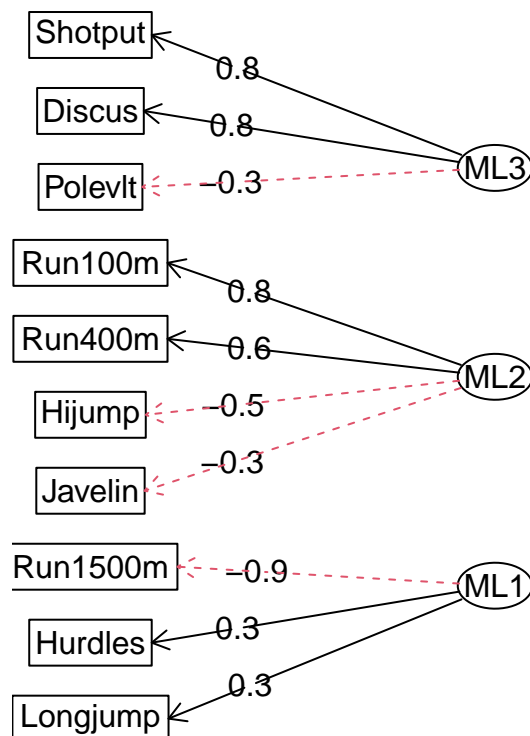 Shotput
0.8
Discus
0.8
ML3
Polevlt
−0.3
Run100m
0.8
Run400m
0.6
ML2
Hijump
−0.5
−0.3
Javelin
Run1500m
−0.9
ML1
Hurdles
0.3
0.3
Longjump